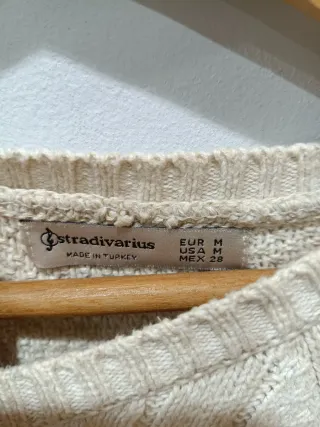 stradivarius
MADE IN TURKEY
EUR M
USA M
MEX 28